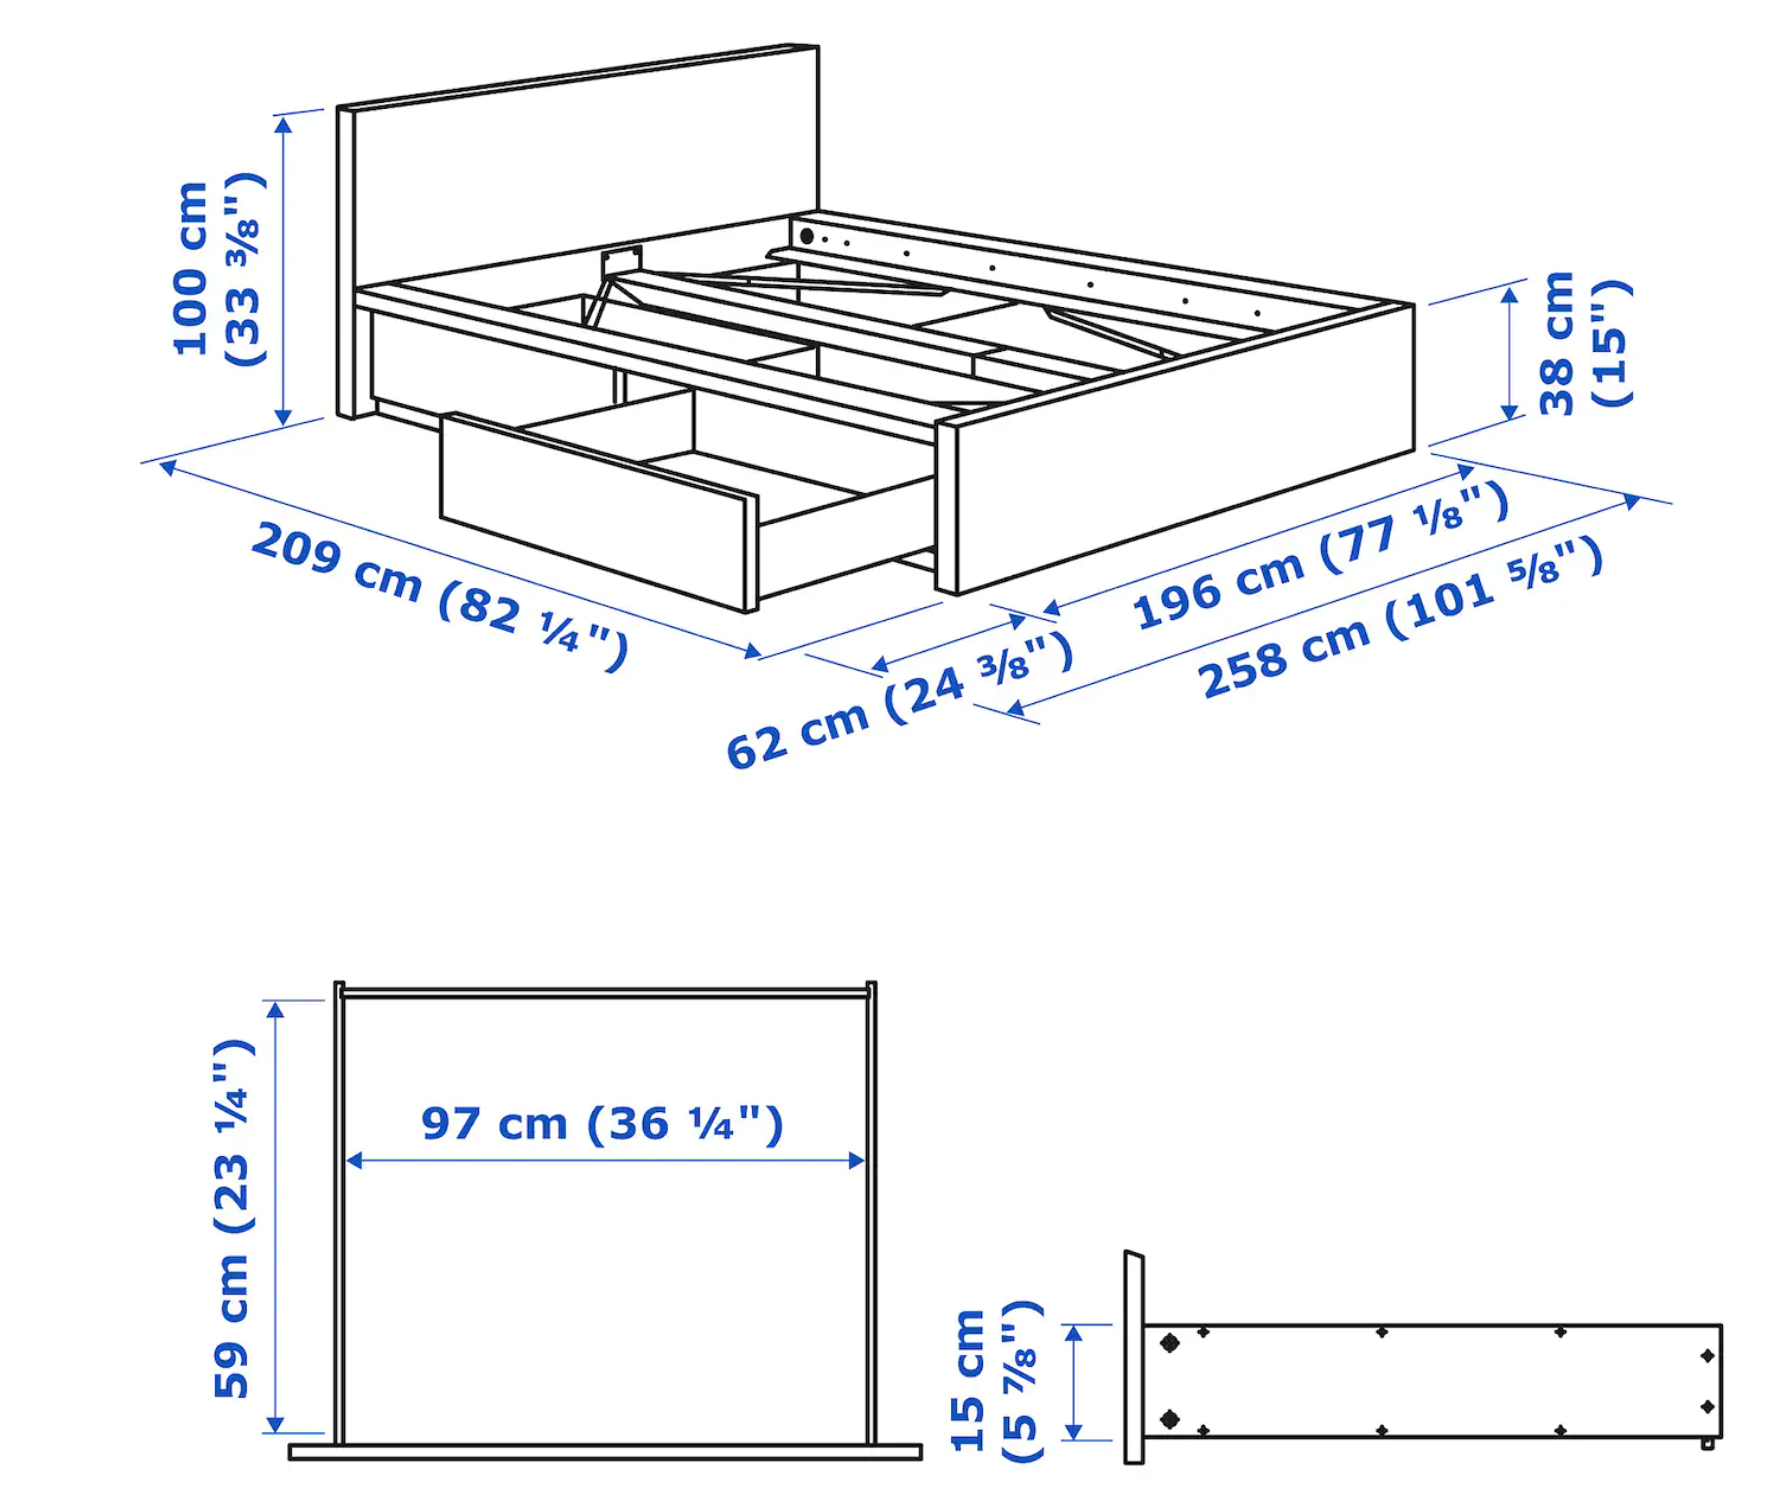 100 cm
(33 ⅜")
38 cm
(15")
209 cm (82 ¼")
196 cm (77 ⅛")
62 cm (24 ⅜")
258 cm (101 ⅝")
97 cm (36 ¼")
59 cm (23 ¼")
15 cm
(5 ⅞")